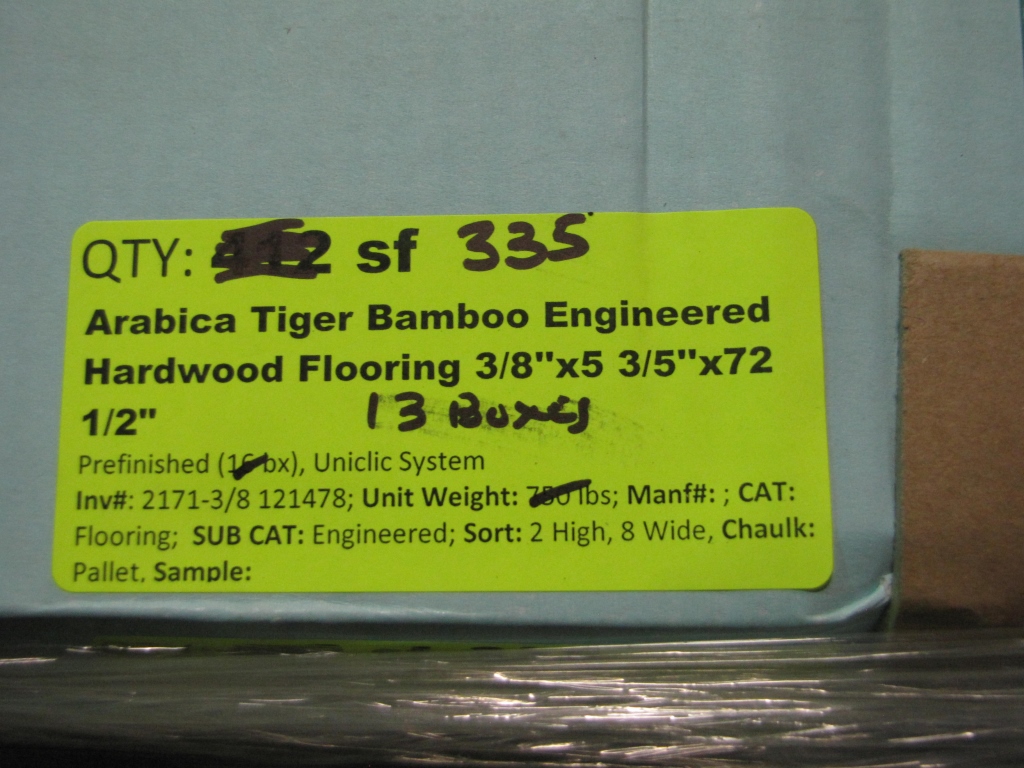 QTY: 412 sf 335
Arabica Tiger Bamboo Engineered
Hardwood Flooring 3/8"x5 3/5"x72
1/2" 13 Boxes
Prefinished (16 bx), Uniclic System
Inv#: 2171-3/8 121478; Unit Weight: 750 lbs; Manf#: ; CAT:
Flooring; SUB CAT: Engineered; Sort: 2 High, 8 Wide, Chaulk:
Pallet, Sample: